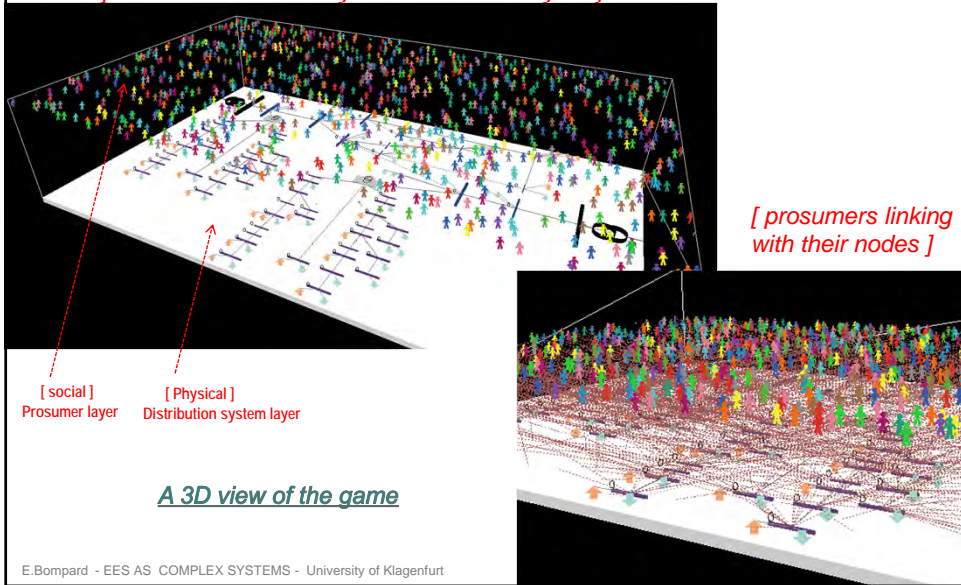 [ prosumers linking
with their nodes ]
[ social ]
Prosumer layer
[ Physical ]
Distribution system layer
A 3D view of the game
E.Bompard - EES AS COMPLEX SYSTEMS - University of Klagenfurt